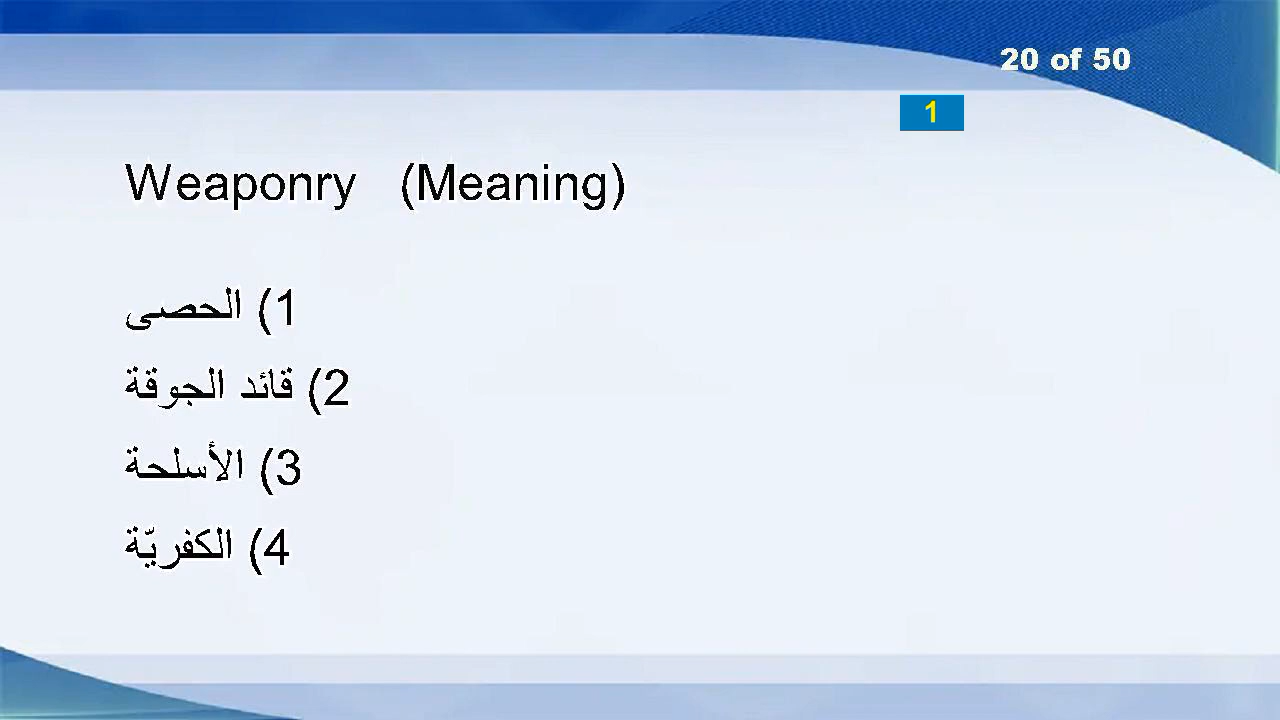 20 of 50
1
Weaponry (Meaning)
1) الحصى
2) قائد الجوقة
3) الأسلحة
4) الكفريّة